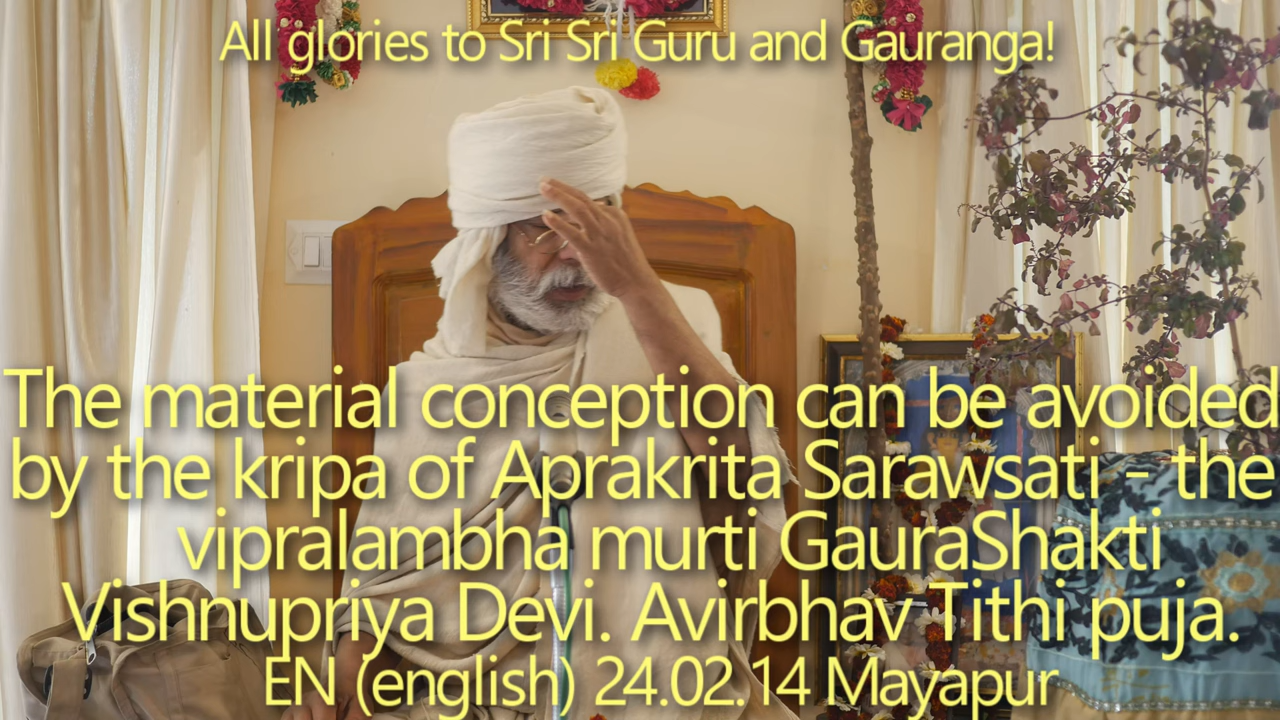 All glories to Sri Sri Guru and Gauranga!
The material conception can be avoided
by the kripa of Aprakrita Sarawsati - the
vipralambha murti GauraShakti
Vishnupriya Devi. Avirbhav Tithi puja.
EN (english) 24.02.14 Mayapur